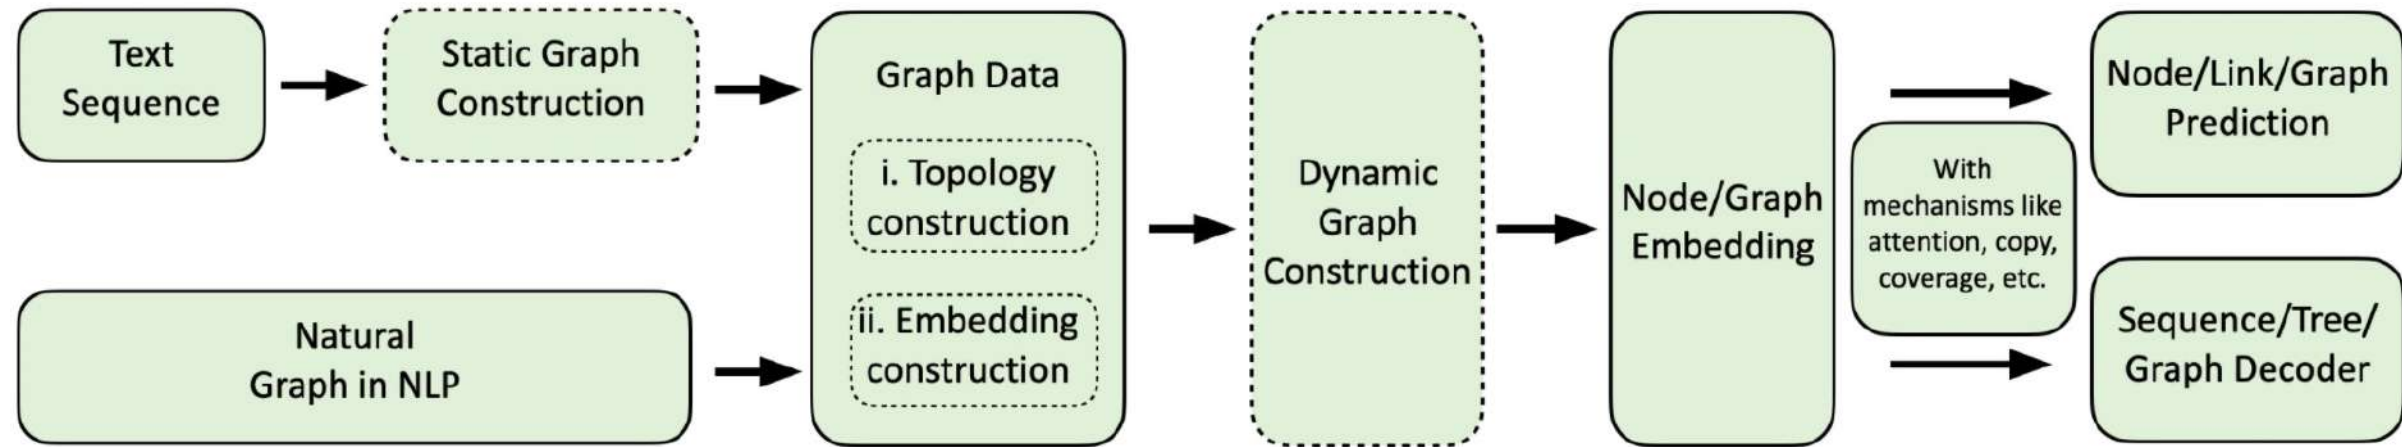 Text
Sequence
Static Graph
Construction
Graph Data
i. Topology
construction
ii. Embedding
construction
Natural
Graph in NLP
Dynamic
Graph
Construction
Node/Graph
Embedding
With
mechanisms like
attention, copy,
coverage, etc.
Node/Link/Graph
Prediction
Sequence/Tree/
Graph Decoder